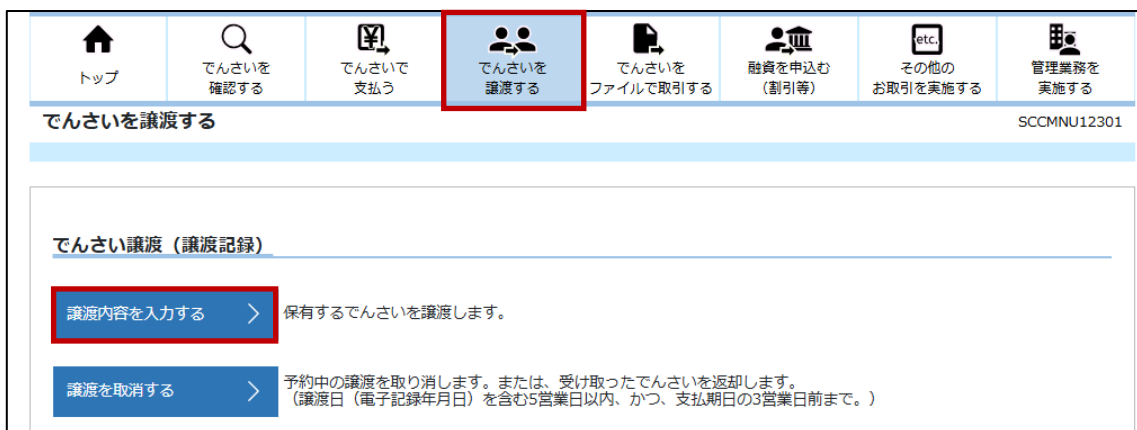 トップ
でんさいを
確認する
でんさいで
支払う
でんさいを
譲渡する
でんさいを
ファイルで取引する
融資を申込む
（割引等）
etc.
その他の
お取引を実施する
管理業務を
実施する
でんさいを譲渡する
SCCMNU12301
でんさい譲渡（譲渡記録）
譲渡内容を入力する
保有するでんさいを譲渡します。
譲渡を取消する
予約中の譲渡を取り消します。または、受け取ったでんさいを返却します。
（譲渡日（電子記録年月日）を含む5営業日以内、かつ、支払期日の3営業日前まで。）